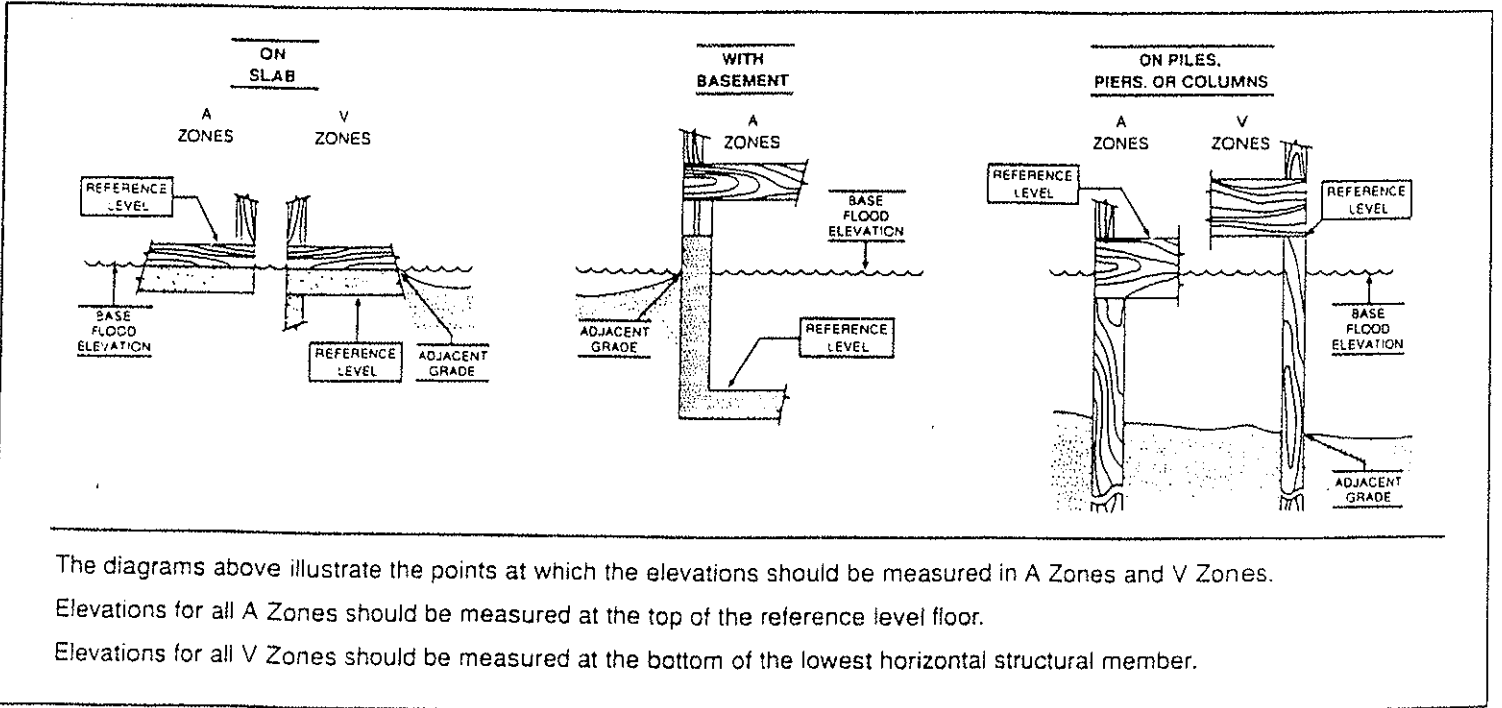 ON
SLAB
A
ZONES
V
ZONES
REFERENCE
LEVEL
BASE
FLOOD
ELEVATION
REFERENCE
LEVEL
ADJACENT
GRADE
WITH
BASEMENT
A
ZONES
BASE
FLOOD
ELEVATION
ADJACENT
GRADE
REFERENCE
LEVEL
ON PILES,
PIERS, OR COLUMNS
A
ZONES
V
ZONES
REFERENCE
LEVEL
REFERENCE
LEVEL
BASE
FLOOD
ELEVATION
ADJACENT
GRADE
The diagrams above illustrate the points at which the elevations should be measured in A Zones and V Zones.
Elevations for all A Zones should be measured at the top of the reference level floor.
Elevations for all V Zones should be measured at the bottom of the lowest horizontal structural member.